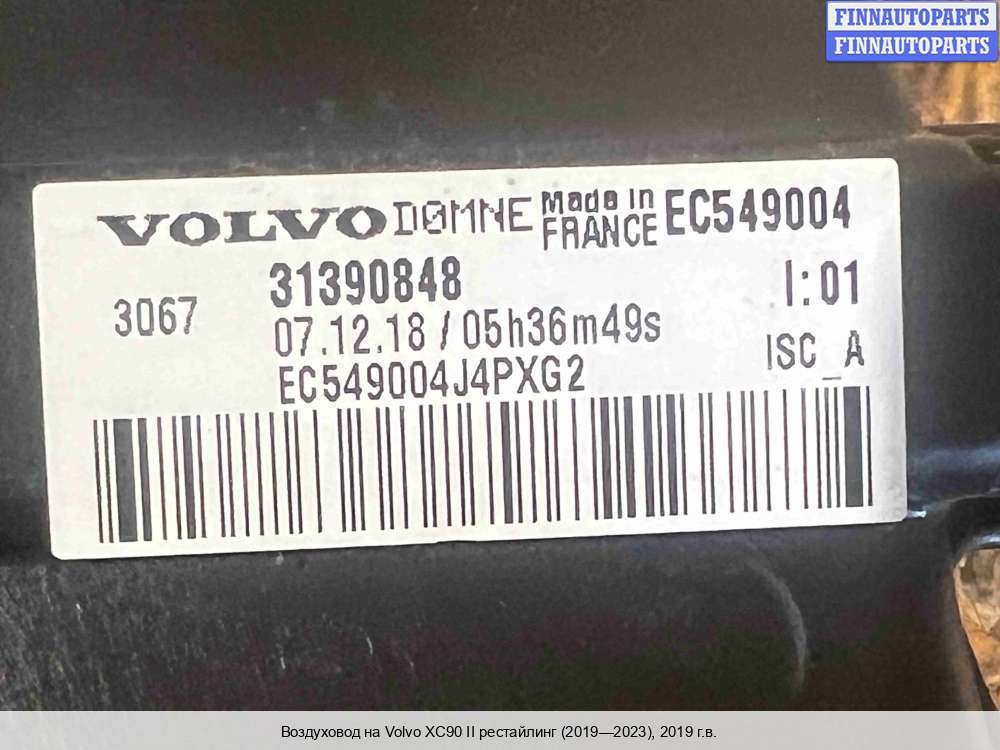 FINNAUTOPARTS
FINNAUTOPARTS
VOLVO DØMNE Made in FRANCE EC549004
31390848 I:01
3067 07.12.18 / 05h36m49s
EC549004J4PXG2 ISC_A
Воздуховод на Volvo XC90 II рестайлинг (2019—2023), 2019 г.в.